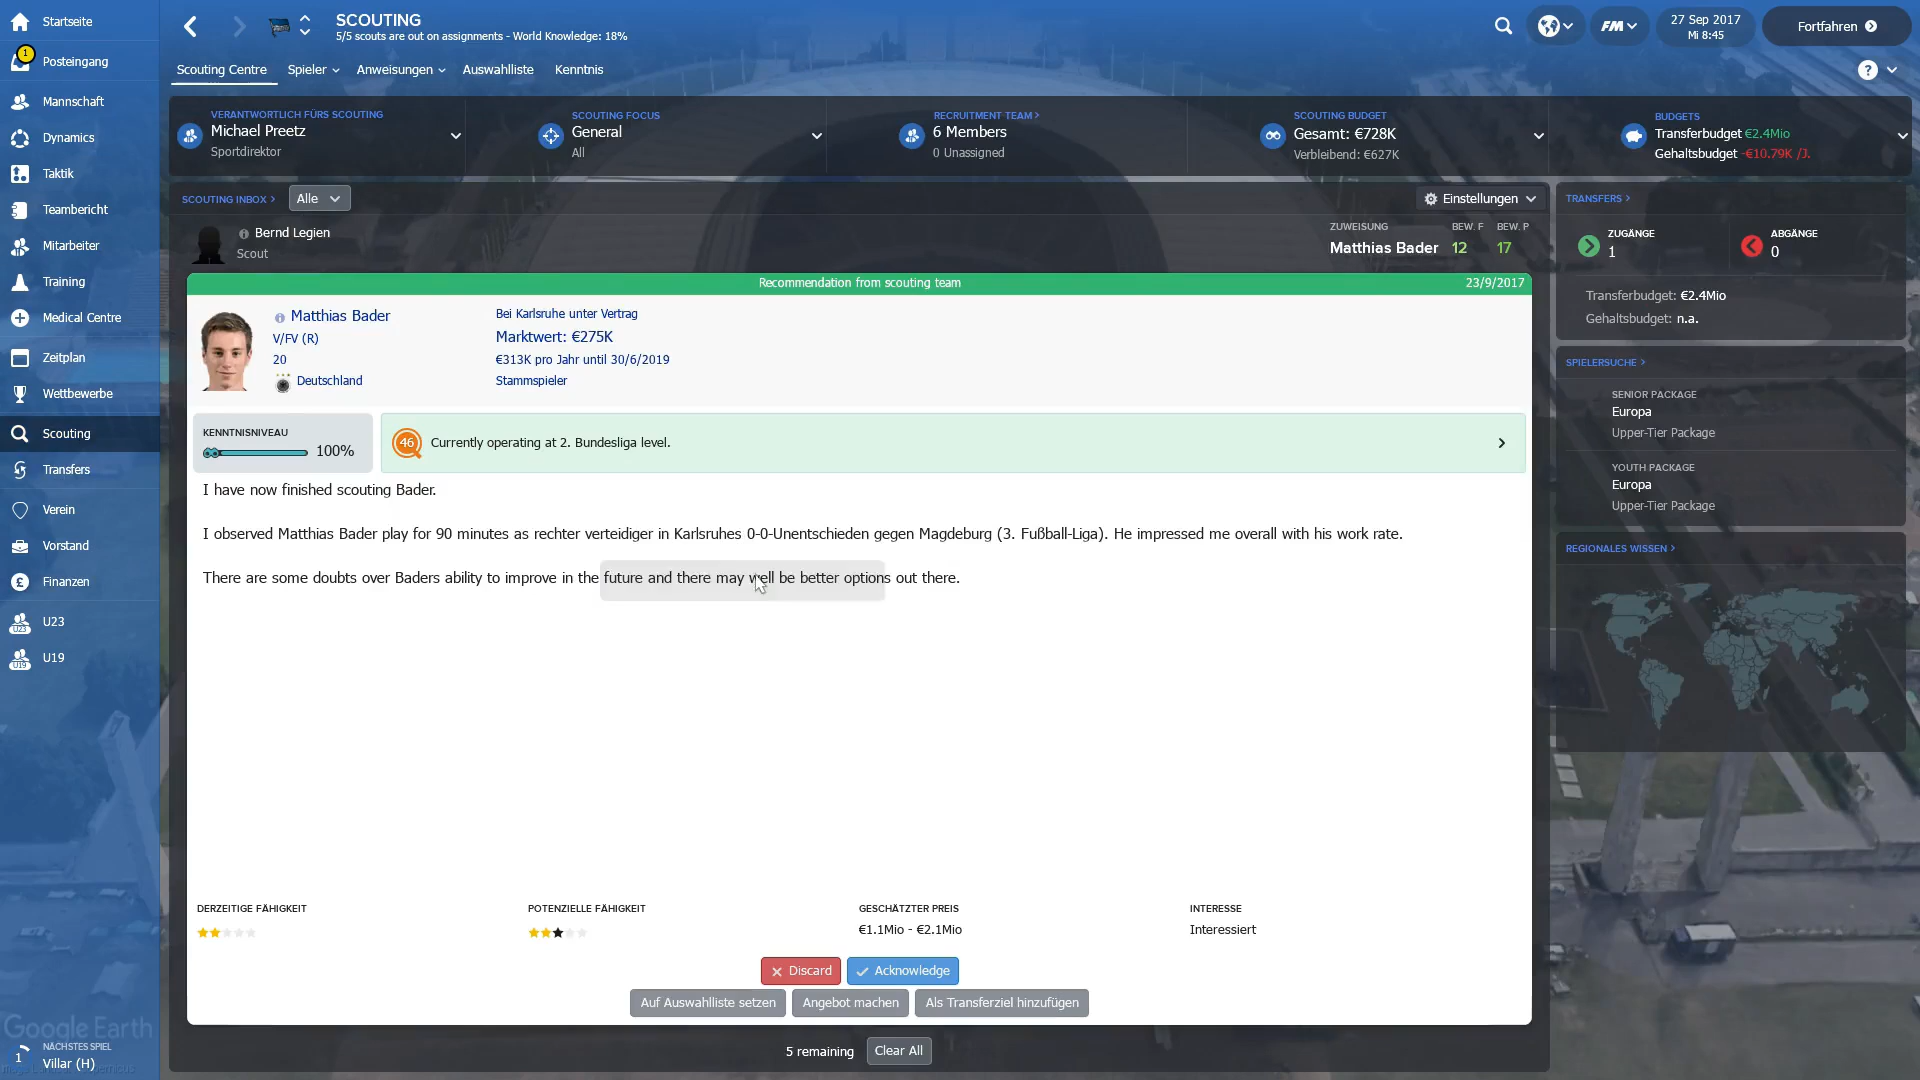 Startseite
1
Posteingang
Mannschaft
Dynamics
Taktik
Teambericht
Mitarbeiter
Training
Medical Centre
Zeitplan
Wettbewerbe
Scouting
Transfers
Verein
Vorstand
Finanzen
U23
U23
U19
U19
Google Earth
NÄCHSTES SPIEL
1
Villar (H)
SCOUTING
5/5 scouts are out on assignments - World Knowledge: 18%
FM
27 Sep 2017
Mi 8:45
Fortfahren
Scouting Centre
Spieler
Anweisungen
Auswahlliste
Kenntnis
?
VERANTWORTLICH FÜRS SCOUTING
Michael Preetz
Sportdirektor
SCOUTING FOCUS
General
All
RECRUITMENT TEAM >
6 Members
0 Unassigned
SCOUTING BUDGET
Gesamt: €728K
Verbleibend: €627K
BUDGETS
Transferbudget €2.4Mio
Gehaltsbudget -€10.79K /J.
SCOUTING INBOX >
Alle
Einstellungen
Bernd Legien
Scout
ZUWEISUNG BEW. F BEW. P
Matthias Bader 12 17
Recommendation from scouting team
23/9/2017
Matthias Bader
V/FV (R)
20
Deutschland
Bei Karlsruhe unter Vertrag
Marktwert: €275K
€313K pro Jahr until 30/6/2019
Stammspieler
KENNTNISNIVEAU
100%
46
Currently operating at 2. Bundesliga level.
I have now finished scouting Bader.
I observed Matthias Bader play for 90 minutes as rechter verteidiger in Karlsruhes 0-0-Unentschieden gegen Magdeburg (3. Fußball-Liga). He impressed me overall with his work rate.
There are some doubts over Baders ability to improve in the future and there may well be better options out there.
DERZEITIGE FÄHIGKEIT
POTENZIELLE FÄHIGKEIT
GESCHÄTZTER PREIS
€1.1Mio - €2.1Mio
INTERESSE
Interessiert
Discard
Acknowledge
Auf Auswahlliste setzen
Angebot machen
Als Transferziel hinzufügen
5 remaining
Clear All
TRANSFERS >
ZUGÄNGE
1
ABGÄNGE
0
Transferbudget: €2.4Mio
Gehaltsbudget: n.a.
SPIELERSUCHE >
SENIOR PACKAGE
Europa
Upper-Tier Package
YOUTH PACKAGE
Europa
Upper-Tier Package
REGIONALES WISSEN >